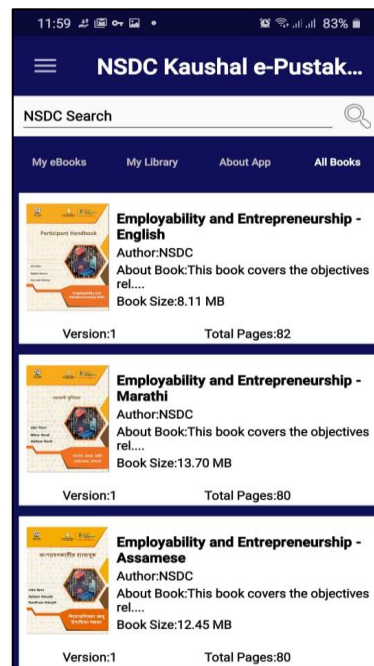 11:59
83%
NSDC Kaushal e-Pustak...
NSDC Search
My eBooks My Library About App All Books
Participant Handbook
Employability and Entrepreneurship -
English
Author:NSDC
About Book:This book covers the objectives
rel....
Book Size:8.11 MB
Version:1 Total Pages:82
Employability and Entrepreneurship -
Marathi
Author:NSDC
About Book:This book covers the objectives
rel....
Book Size:13.70 MB
Version:1 Total Pages:80
Employability and Entrepreneurship -
Assamese
Author:NSDC
About Book:This book covers the objectives
rel....
Book Size:12.45 MB
Version:1 Total Pages:80